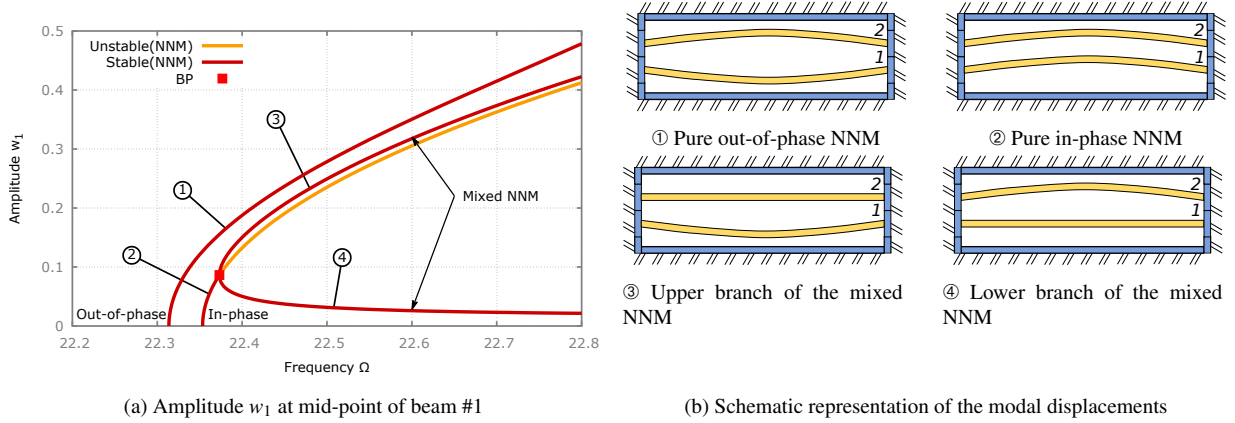 0.5
0.4
0.3
0.2
0.1
0
Amplitude w₁
Unstable(NNM)
Stable(NNM)
BP
①
②
③
④
Mixed NNM
Out-of-phase
In-phase
22.2
22.3
22.4
22.5
22.6
22.7
22.8
Frequency Ω
(a) Amplitude w₁ at mid-point of beam #1
2
1
① Pure out-of-phase NNM
2
1
② Pure in-phase NNM
2
1
③ Upper branch of the mixed
NNM
2
1
④ Lower branch of the mixed
NNM
(b) Schematic representation of the modal displacements